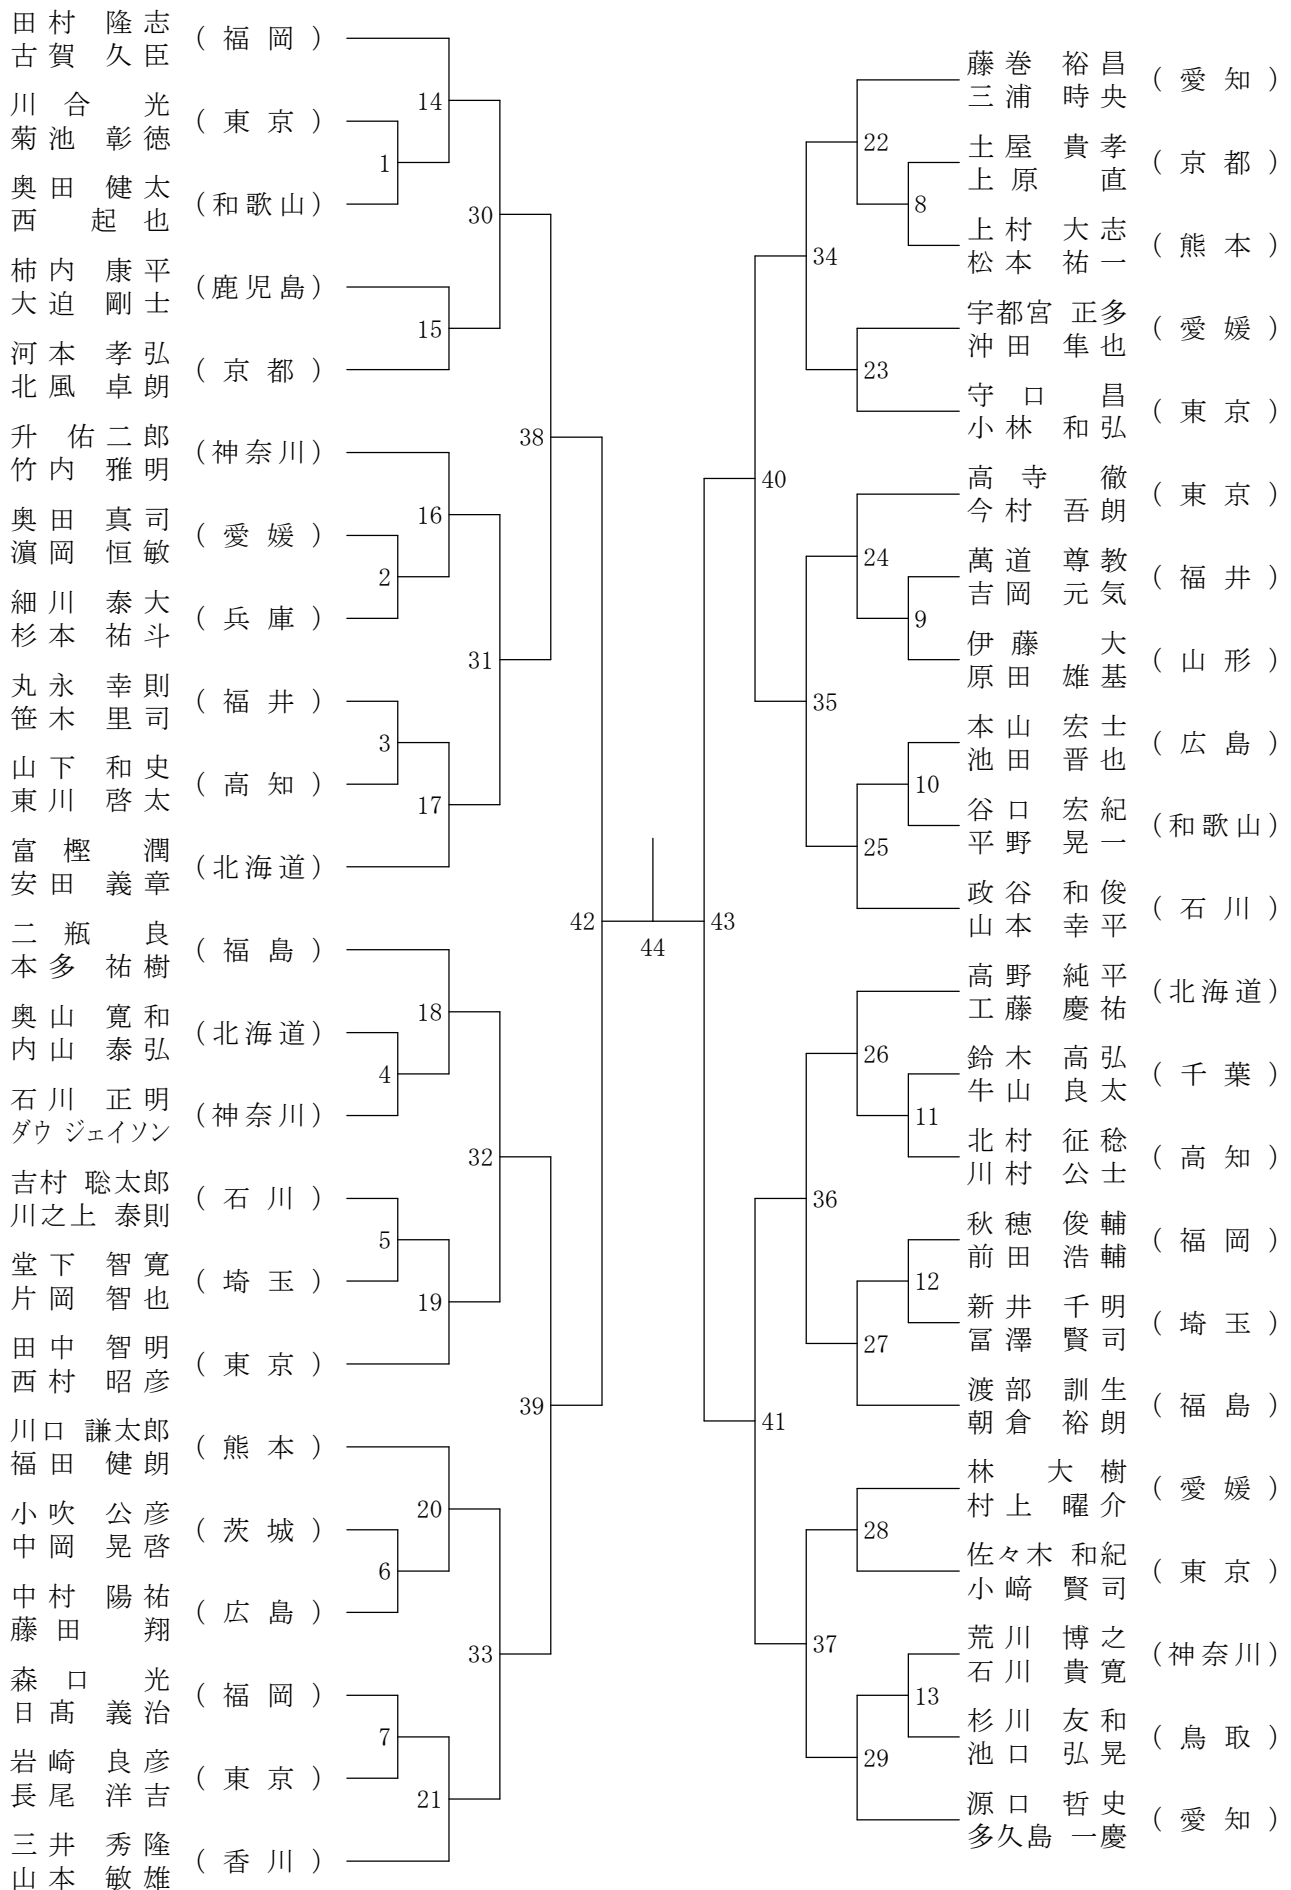 田村 隆志
古賀 久臣
(福岡)
川合 光
菊池 彰徳
(東京)
奥田 健太
西 起也
(和歌山)
柿内 康平
大迫 剛士
(鹿児島)
河本 孝弘
北風 卓朗
(京都)
升 佑二郎
竹内 雅明
(神奈川)
奥田 真司
濵岡 恒敏
(愛媛)
細川 泰大
杉本 祐斗
(兵庫)
丸永 幸則
笹木 里司
(福井)
山下 和史
東川 啓太
(高知)
富樫 潤
安田 義章
(北海道)
二瓶 良
本多 祐樹
(福島)
奥山 寛和
内山 泰弘
(北海道)
石川 正明
ダウ ジェイソン
(神奈川)
吉村 聡太郎
川之上 泰則
(石川)
堂下 智寛
片岡 智也
(埼玉)
田中 智明
西村 昭彦
(東京)
川口 謙太郎
福田 健朗
(熊本)
小吹 公彦
中岡 晃啓
(茨城)
中村 陽祐
藤田 翔
(広島)
森口 光
日髙 義治
(福岡)
岩崎 良彦
長尾 洋吉
(東京)
三井 秀隆
山本 敏雄
(香川)
1
2
3
4
5
6
7
14
15
16
17
18
19
20
21
30
31
32
33
38
39
42
44
43
40
41
34
35
36
37
22
23
24
25
26
27
28
29
8
9
10
11
12
13
藤巻 裕昌
三浦 時央
(愛知)
土屋 貴孝
上原 直
(京都)
上村 大志
松本 祐一
(熊本)
宇都宮 正多
沖田 隼也
(愛媛)
守口 昌
小林 和弘
(東京)
高寺 徹
今村 吾朗
(東京)
萬道 尊教
吉岡 元気
(福井)
伊藤 大
原田 雄基
(山形)
本山 宏士
池田 晋也
(広島)
谷口 宏紀
平野 晃一
(和歌山)
政谷 和俊
山本 幸平
(石川)
高野 純平
工藤 慶祐
(北海道)
鈴木 高弘
牛山 良太
(千葉)
北村 征稔
川村 公士
(高知)
秋穂 俊輔
前田 浩輔
(福岡)
新井 千明
冨澤 賢司
(埼玉)
渡部 訓生
朝倉 裕朗
(福島)
林 大樹
村上 曜介
(愛媛)
佐々木 和紀
小﨑 賢司
(東京)
荒川 博之
石川 貴寛
(神奈川)
杉川 友和
池口 弘晃
(鳥取)
源口 哲史
多久島 一慶
(愛知)